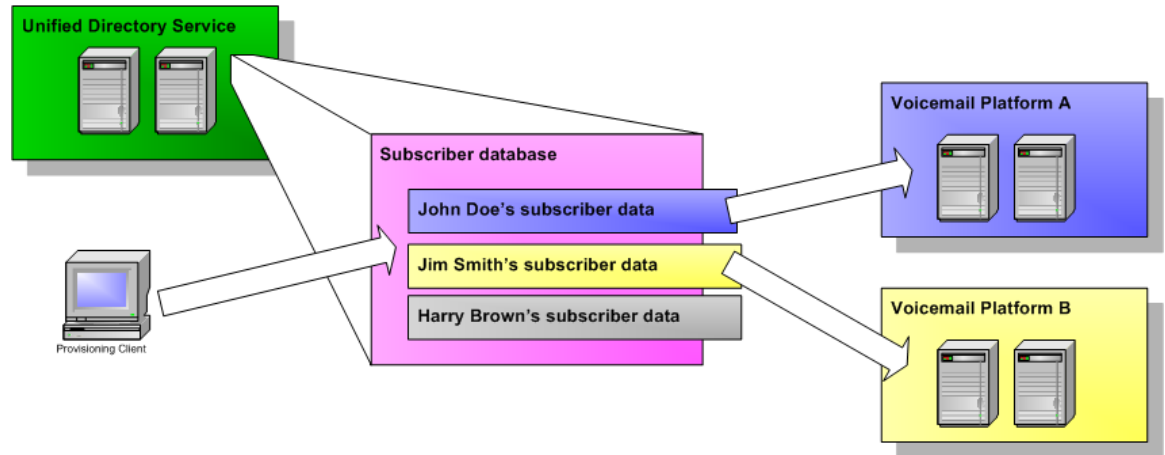 Unified Directory Service
Subscriber database
John Doe's subscriber data
Jim Smith's subscriber data
Harry Brown's subscriber data
Provisioning Client
Voicemail Platform A
Voicemail Platform B